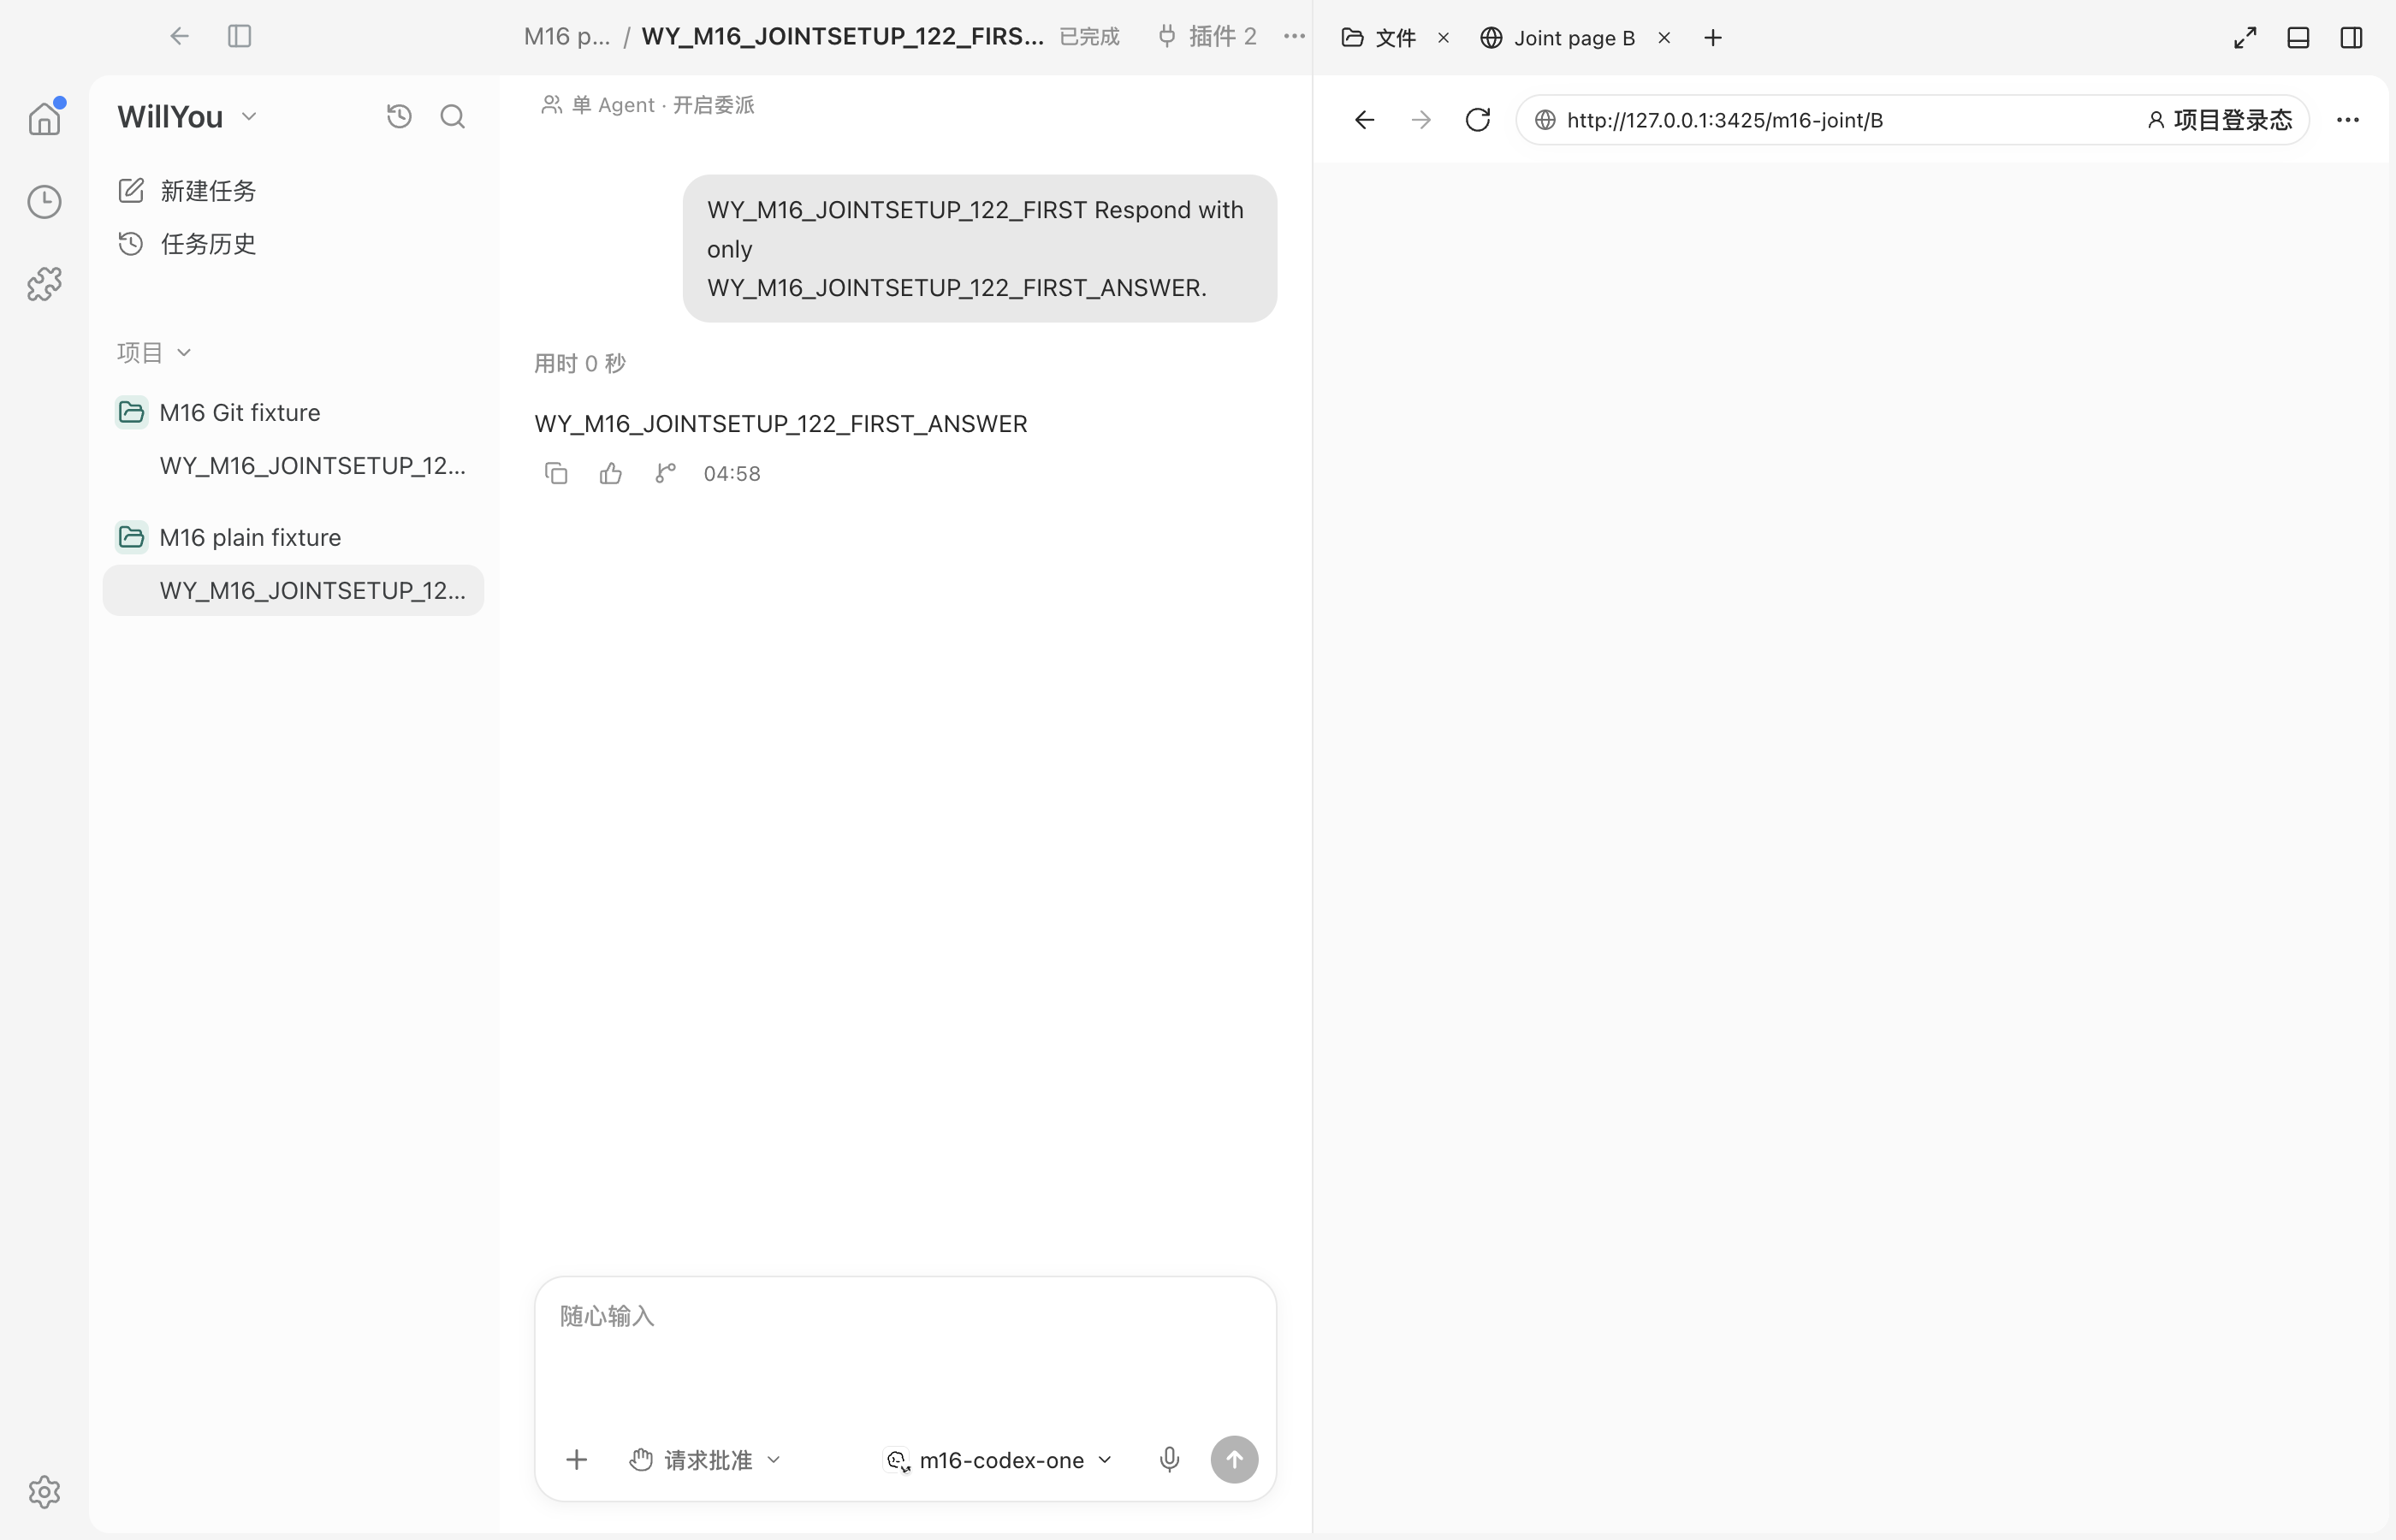 M16 p... / WY_M16_JOINTSETUP_122_FIRS... 已完成 插件 2
文件 Joint page B
WillYou
新建任务
任务历史
项目
M16 Git fixture
WY_M16_JOINTSETUP_12...
M16 plain fixture
WY_M16_JOINTSETUP_12...
单 Agent · 开启委派
WY_M16_JOINTSETUP_122_FIRST Respond with
only
WY_M16_JOINTSETUP_122_FIRST_ANSWER.
用时 0 秒
WY_M16_JOINTSETUP_122_FIRST_ANSWER
04:58
随心输入
请求批准 m16-codex-one
http://127.0.0.1:3425/m16-joint/B 项目登录态